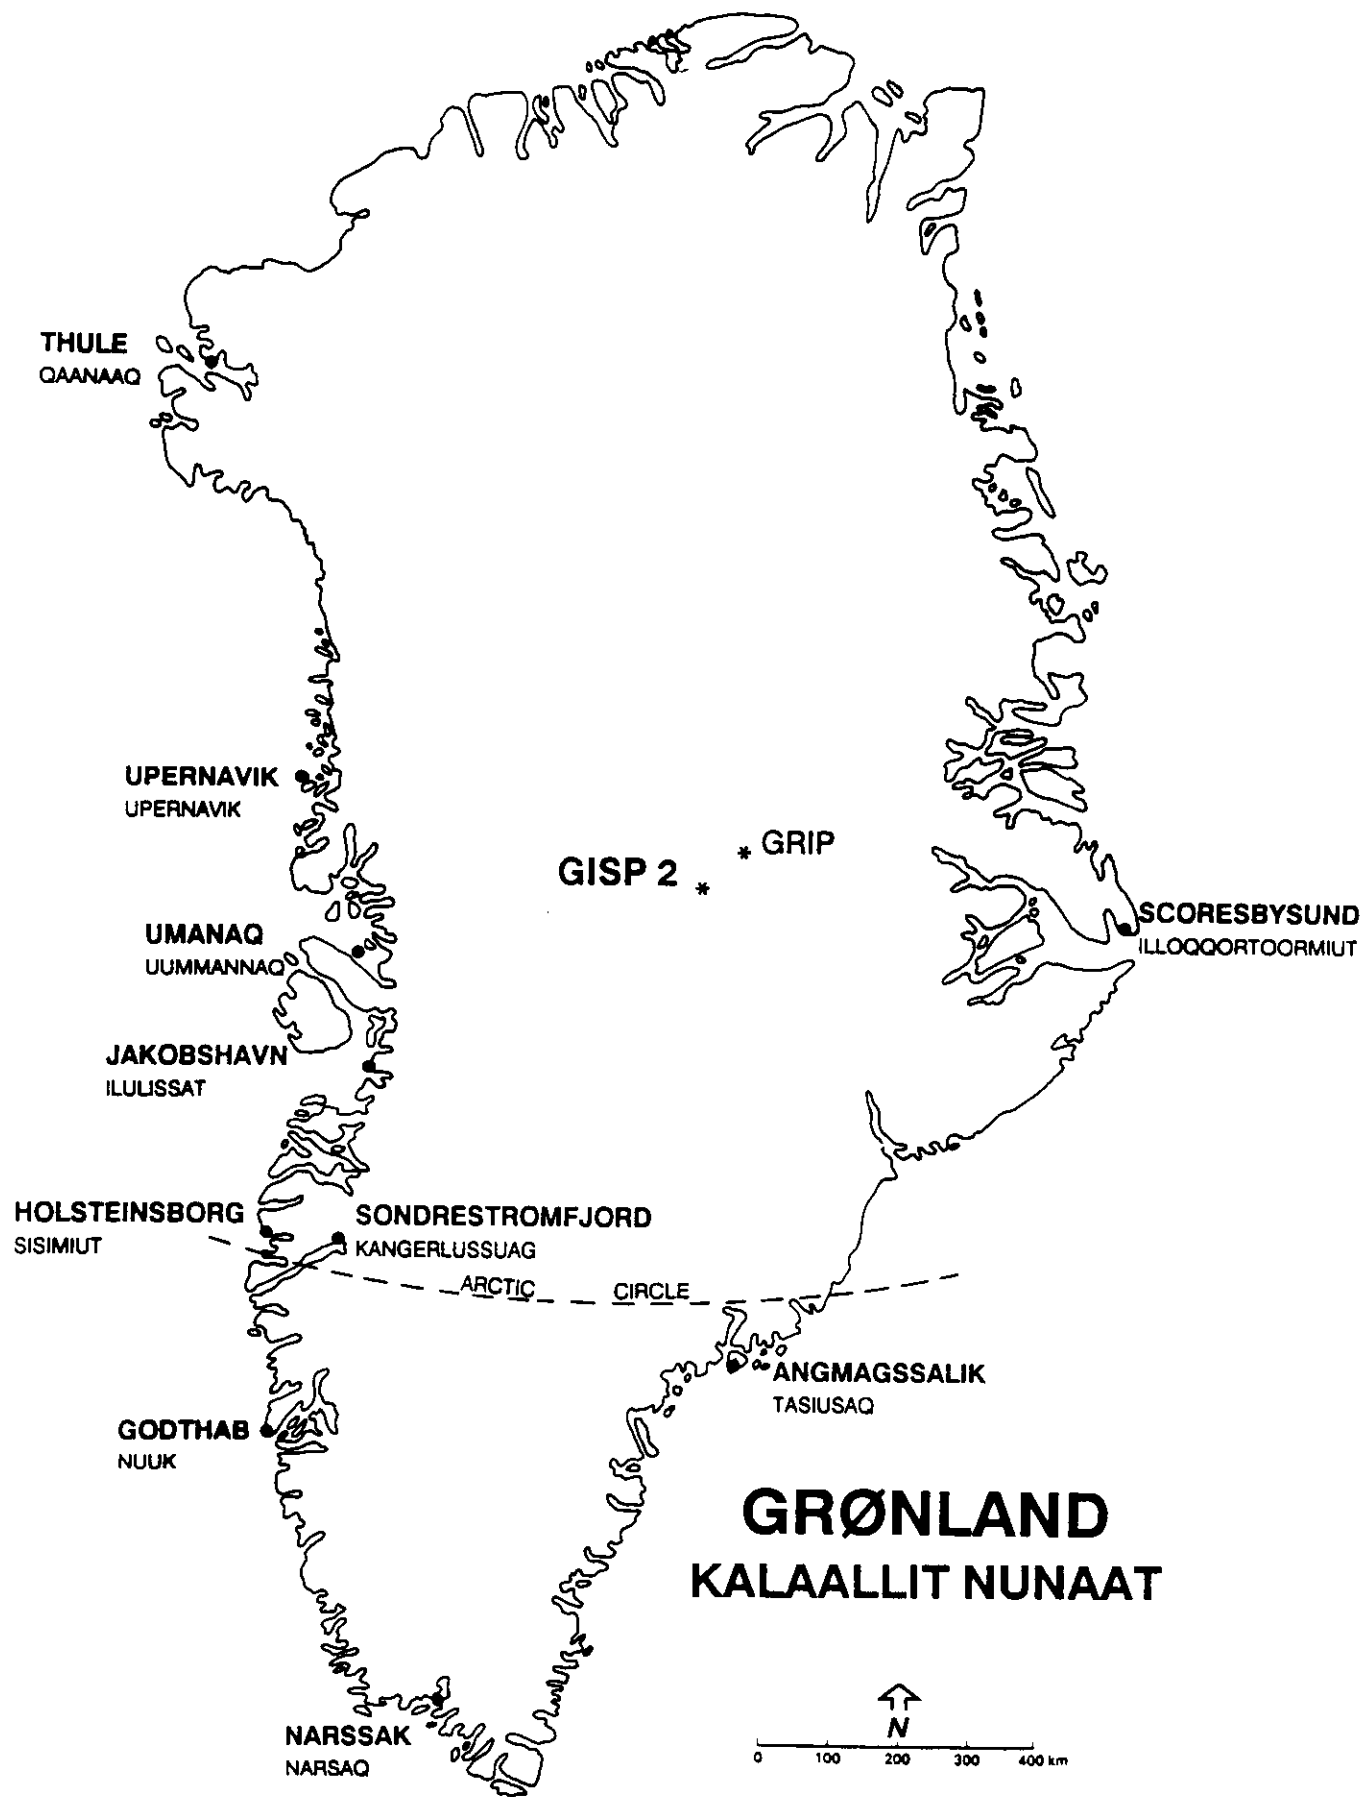 THULE
QAANAAQ
UPERNAVIK
UPERNAVIK
* GRIP
GISP 2 *
SCORESBYSUND
ILLOQQORTOORMIUT
UMANAQ
UUMMANNAQ
JAKOBSHAVN
ILULISSAT
HOLSTEINSBORG
SISIMIUT
SONDRESTROMFJORD
KANGERLUSSUAG
ARCTIC CIRCLE
ANGMAGSSALIK
TASIUSAQ
GODTHAB
NUUK
GRØNLAND
KALAALLIT NUNAAT
NARSSAK
NARSAQ
N
0 100 200 300 400 km